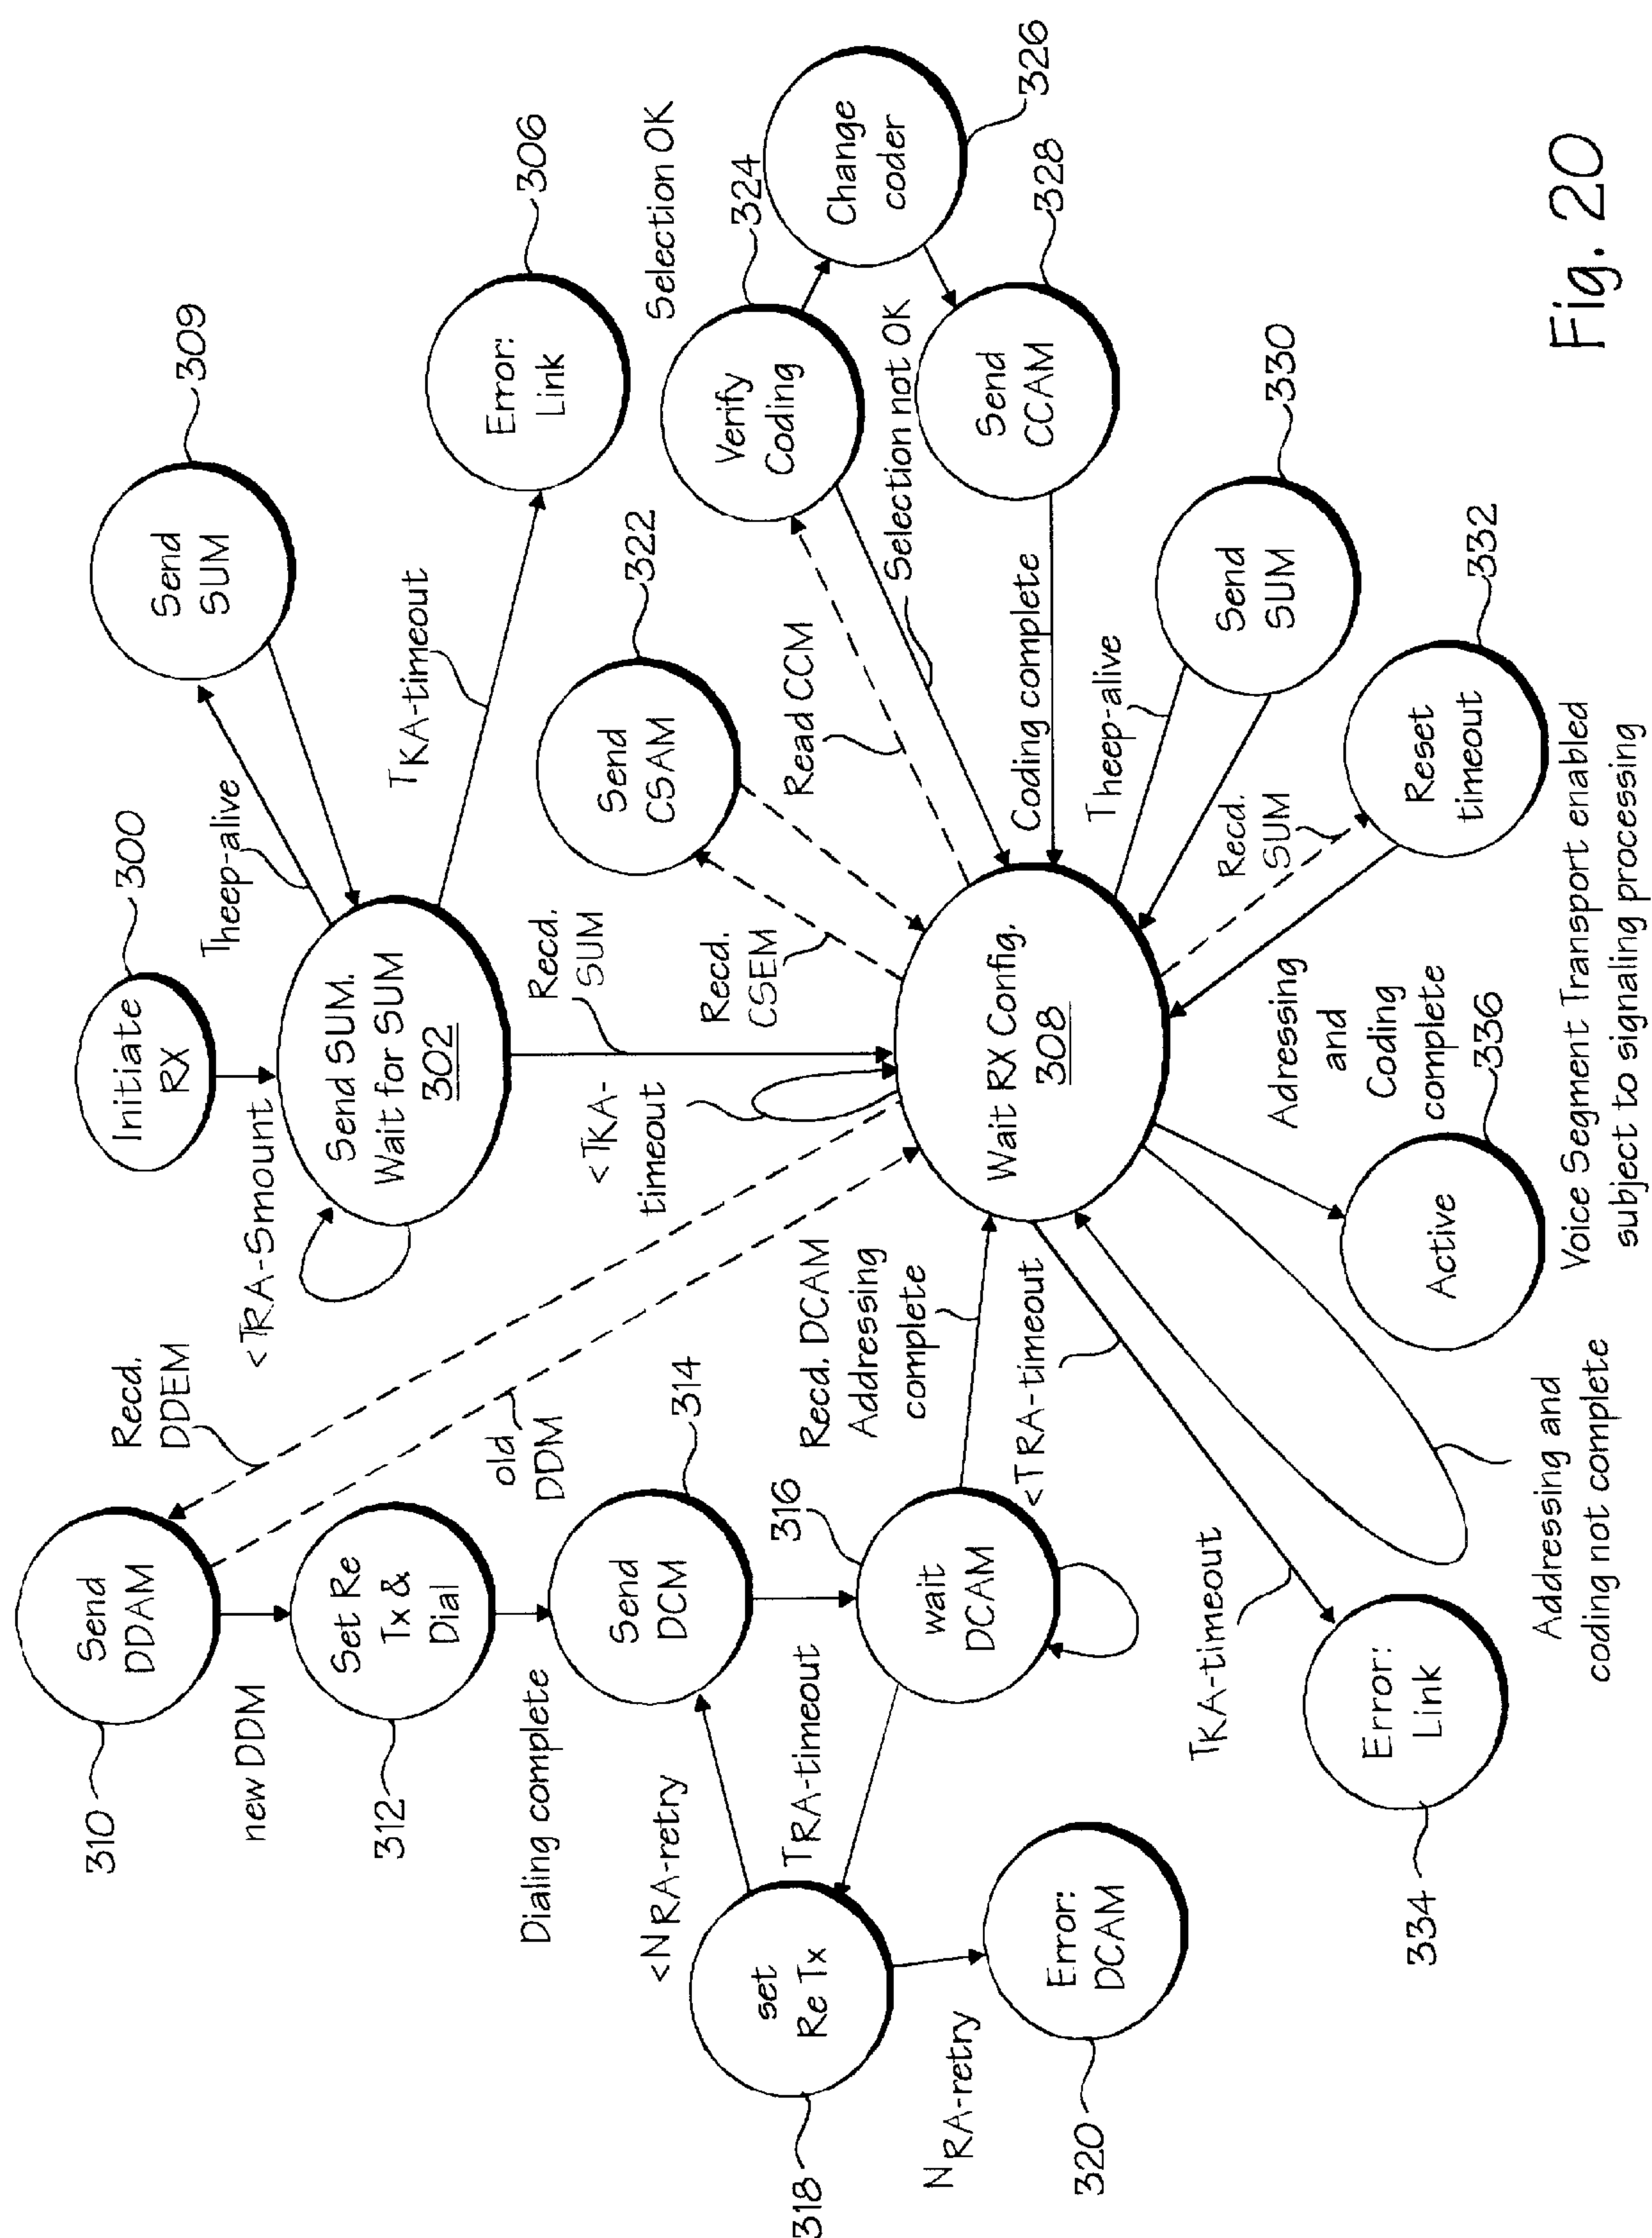 Initiate
RX
300
Send SUM.
Wait for SUM
302
<TRA-Smount
Theep-alive
Send
SUM
309
TKA-timeout
Error:
Link
306
Recd.
SUM
<TKA-
timeout
Wait RX Config.
308
Recd.
DDEM
old
DDM
Send
DDAM
310
new DDM
Set Re
Tx &
Dial
312
Dialing complete
Send
DCM
314
wait
DCAM
316
TRA-timeout
<NRA-retry
set
Re Tx
318
NRA-retry
Error:
DCAM
320
Recd. DCAM
Addressing
complete
<TRA-timeout
Recd.
CSEM
Send
CSAM
322
Read CCM
Verify
Coding
324
Selection OK
Change
coder
326
Selection not OK
Send
CCAM
328
Coding complete
Theep-alive
Send
SUM
330
Recd.
SUM
Reset
timeout
332
TKA-timeout
Error:
Link
334
Adressing
and
Coding
complete
336
Active
Voice Segment Transport enabled
subject to signaling processing
Addressing and
coding not complete
Fig. 20